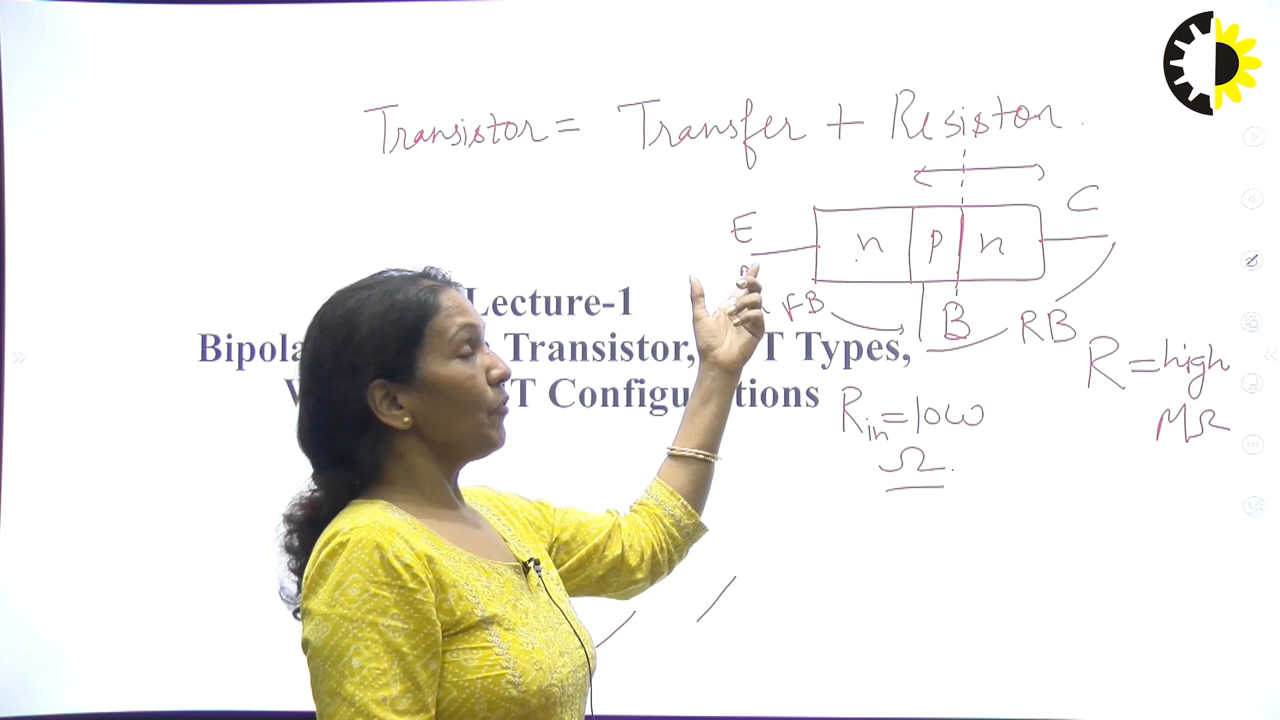 Transistor = Transfer + Resistor.
E n p n C
FB B RB
Lecture-1
Bipola Transistor, T Types,
T Configu tions
R = high
MΩ
Rin = low
Ω